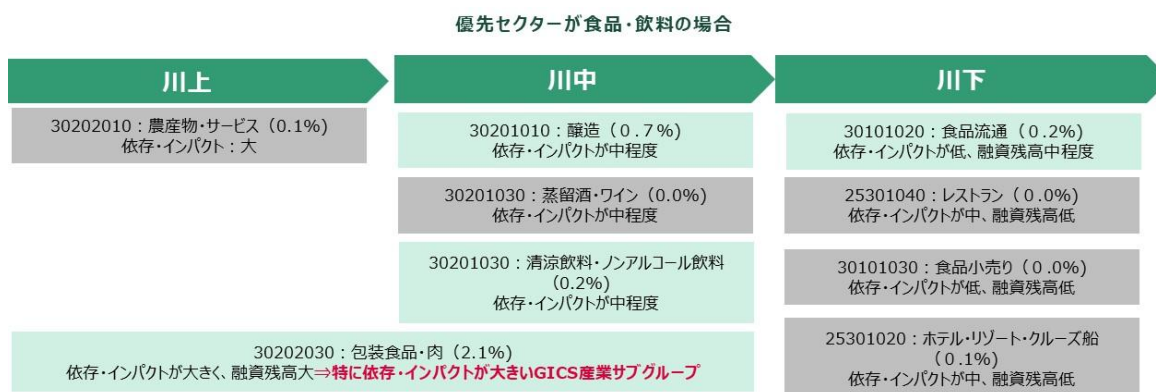 優先セクターが食品・飲料の場合
川上
川中
川下
30202010：農産物・サービス（0.1%）
依存・インパクト：大
30201010：醸造（０.７%）
依存・インパクトが中程度
30201030：蒸留酒・ワイン（0.0%）
依存・インパクトが中程度
30201030：清涼飲料・ノンアルコール飲料
（0.2%）
依存・インパクトが中程度
30202030：包装食品・肉（2.1%）
依存・インパクトが大きく、融資残高大⇒特に依存・インパクトが大きいGICS産業サブグループ
30101020：食品流通（０.２%）
依存・インパクトが低、融資残高中程度
25301040：レストラン（０.０%）
依存・インパクトが中、融資残高低
30101030：食品小売り（０.０%）
依存・インパクトが低、融資残高低
25301020：ホテル・リゾート・クルーズ船
（０.１%）
依存・インパクトが中、融資残高低